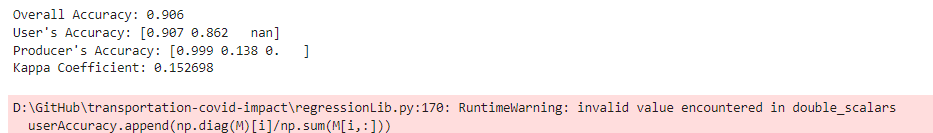 Overall Accuracy: 0.906
User's Accuracy: [0.907 0.862   nan]
Producer's Accuracy: [0.999 0.138 0.   ]
Kappa Coefficient: 0.152698
D:\GitHub\transportation-covid-impact\regressionLib.py:170: RuntimeWarning: invalid value encountered in double_scalars
  userAccuracy.append(np.diag(M)[i]/np.sum(M[i,:]))